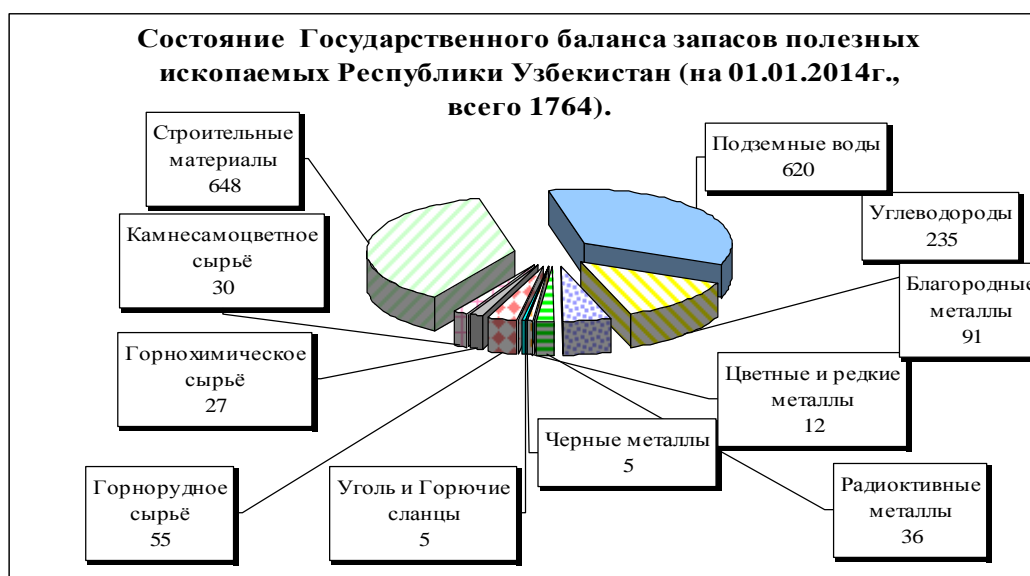 Состояние Государственного баланса запасов полезных
ископаемых Республики Узбекистан (на 01.01.2014г.,
всего 1764).
Строительные
материалы
648
Подземные воды
620
Углеводороды
235
Камнесамоцветное
сырьё
30
Благородные
металлы
91
Горнохимическое
сырьё
27
Цветные и редкие
металлы
12
Черные металлы
5
Горнорудное
сырьё
55
Уголь и Горючие
сланцы
5
Радиоктивные
металлы
36